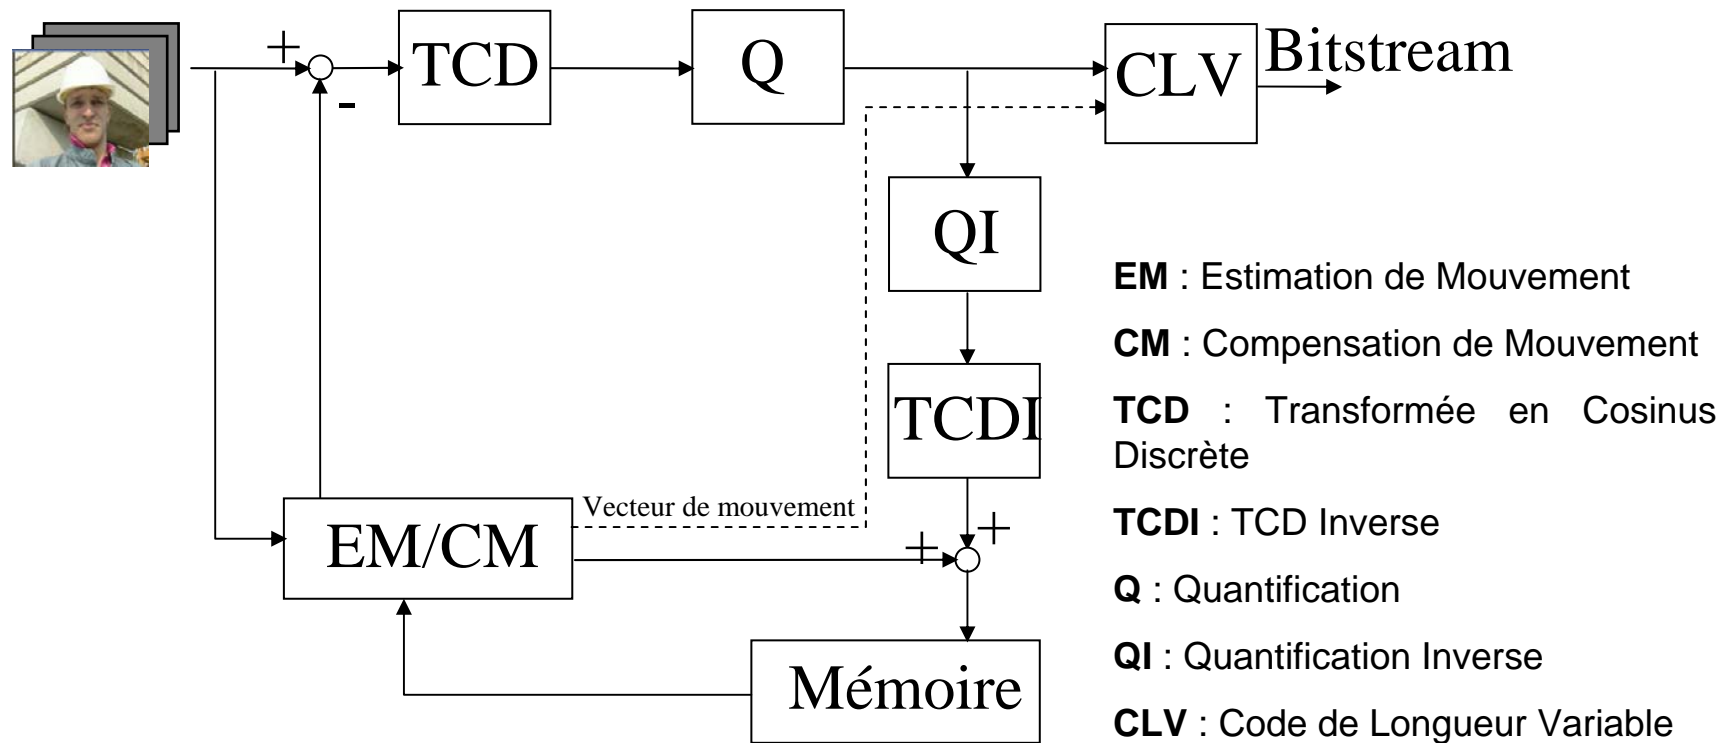 +
-
TCD
Q
CLV
Bitstream
QI
TCDI
Vecteur de mouvement
EM/CM
+
+
Mémoire
EM : Estimation de Mouvement
CM : Compensation de Mouvement
TCD : Transformée en Cosinus
Discrète
TCDI : TCD Inverse
Q : Quantification
QI : Quantification Inverse
CLV : Code de Longueur Variable